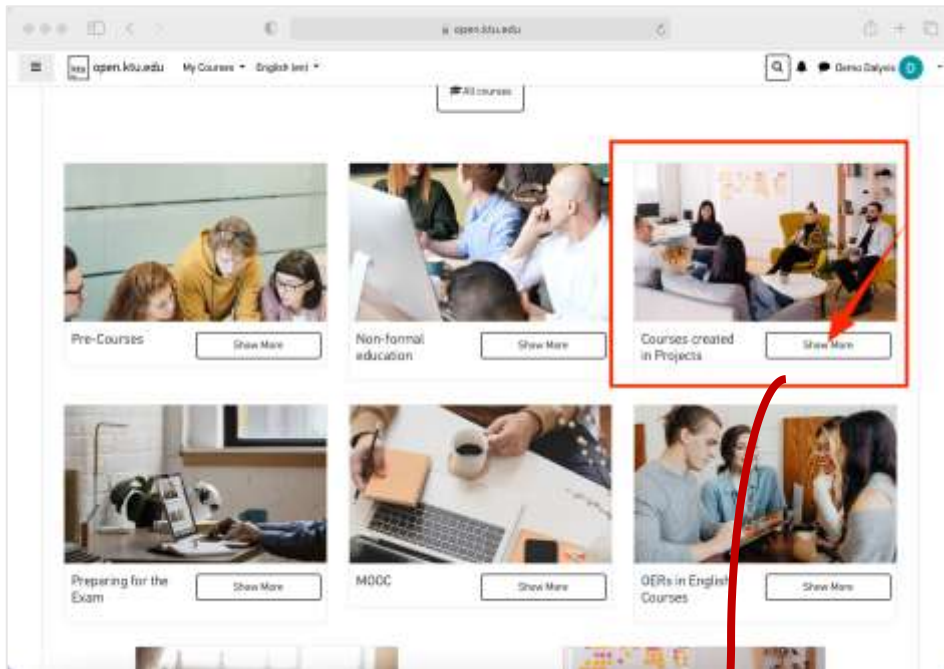 open.ktu.edu
open.ktu.edu My Courses English (en) Demo Dalyvis D
All courses
Pre-Courses
Show More
Non-formal
education
Show More
Courses created
in Projects
Show More
Preparing for the
Exam
Show More
MOOC
Show More
OERs in English
Courses
Show More